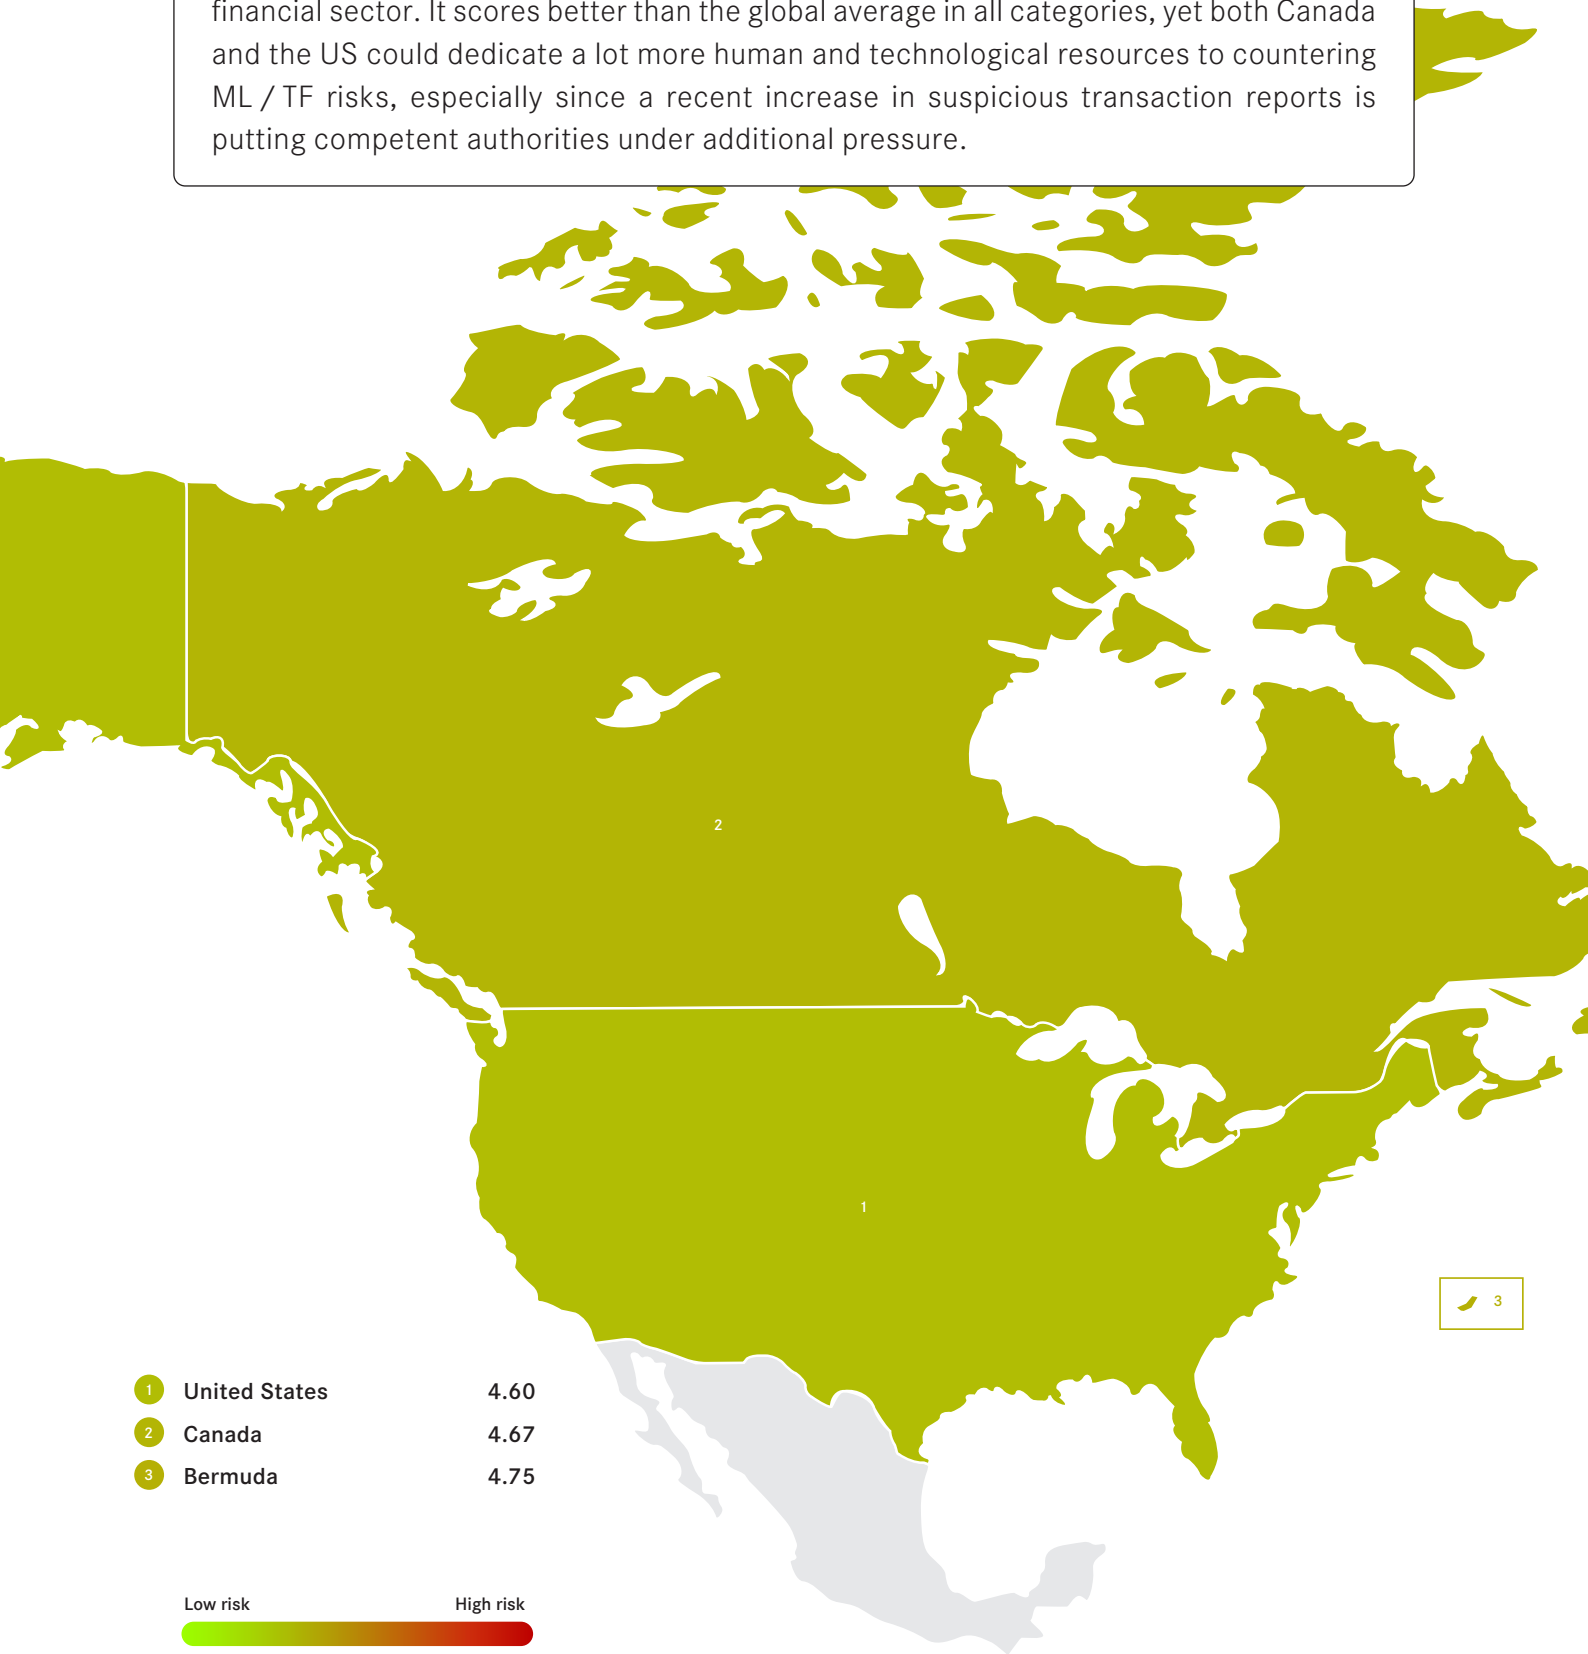 financial sector. It scores better than the global average in all categories, yet both Canada
and the US could dedicate a lot more human and technological resources to countering
ML / TF risks, especially since a recent increase in suspicious transaction reports is
putting competent authorities under additional pressure.
2
1
3
1 United States 4.60
2 Canada 4.67
3 Bermuda 4.75
Low risk High risk